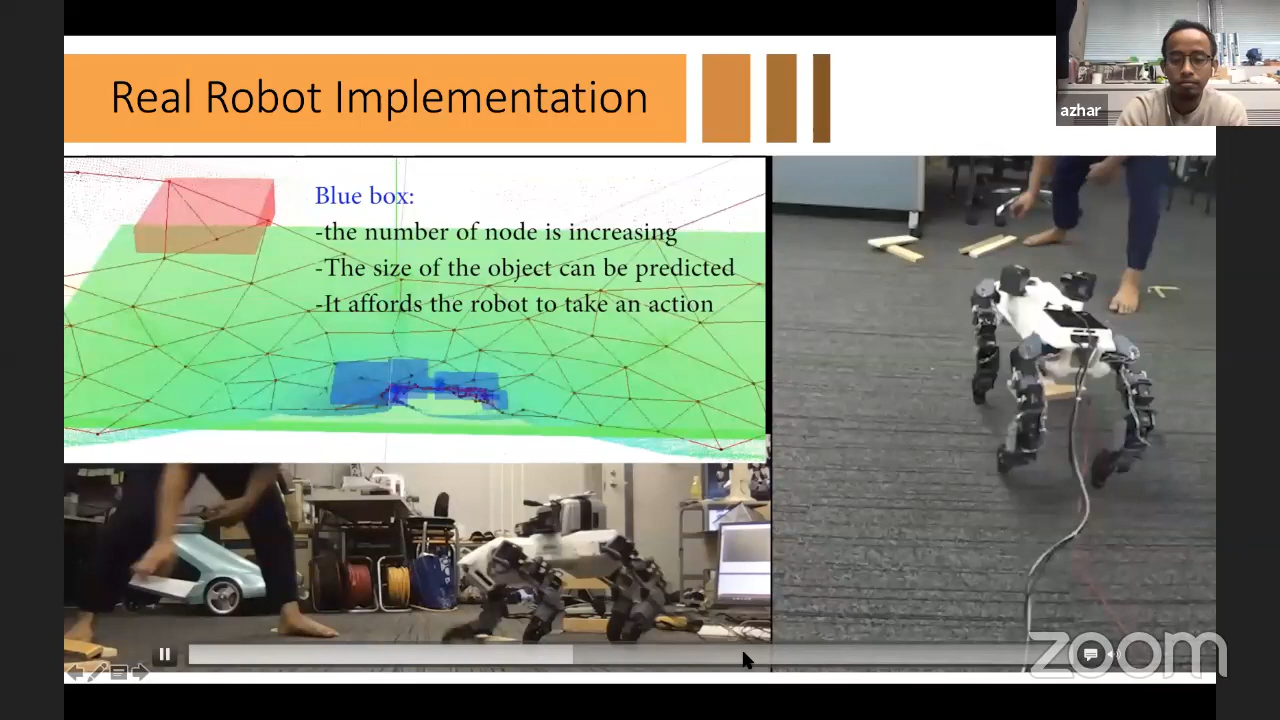 Real Robot Implementation
azhar
Blue box:
-the number of node is increasing
-The size of the object can be predicted
-It affords the robot to take an action
zoom